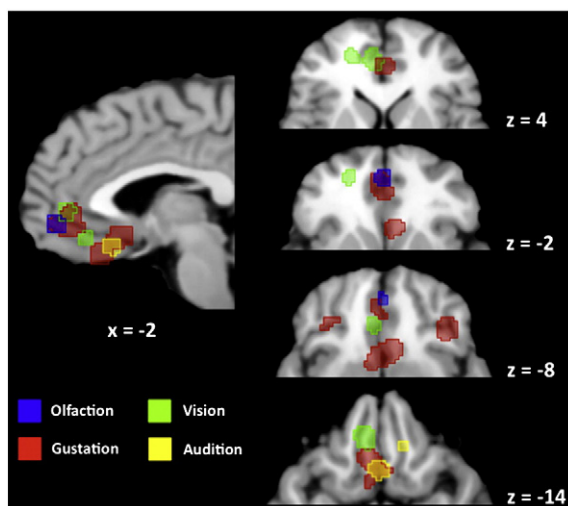 z = 4
z = -2
x = -2
z = -8
Olfaction
Vision
Gustation
Audition
z = -14